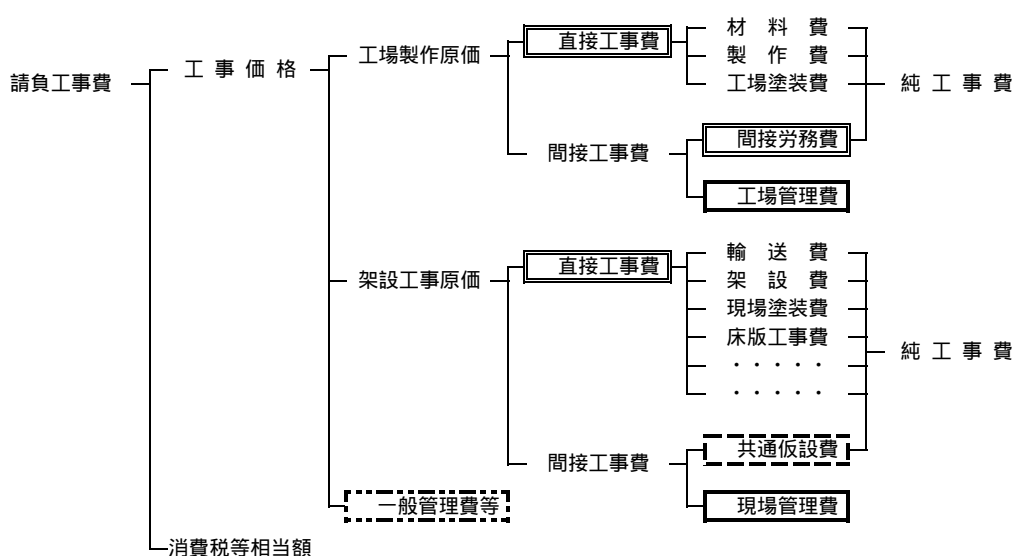 材 料 費
工場製作原価
直接工事費
製 作 費
請負工事費
工 事 価 格
工場塗装費
純 工 事 費
間接労務費
間接工事費
工場管理費
輸 送 費
架設工事原価
直接工事費
架 設 費
現場塗装費
床版工事費
純 工 事 費
・・・・・
・・・・・
共通仮設費
間接工事費
一般管理費等
現場管理費
消費税等相当額